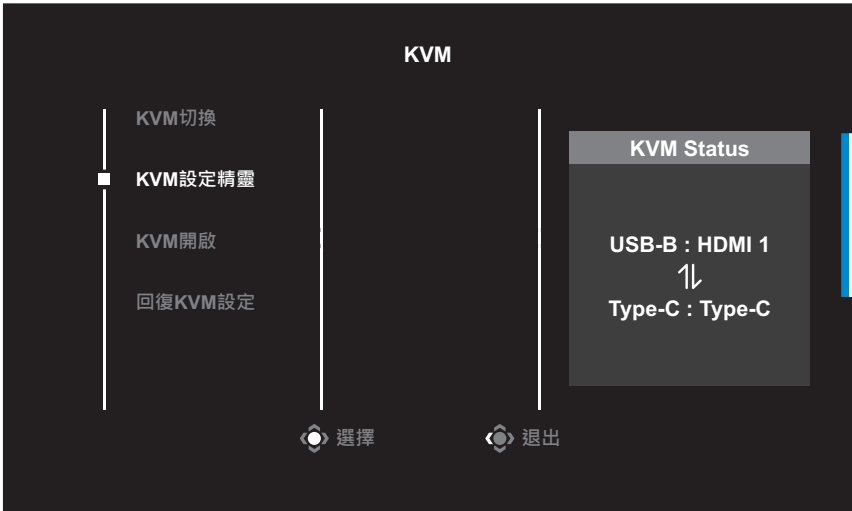 KVM
KVM切換
KVM設定精靈
KVM開啟
回復KVM設定
KVM Status
USB-B : HDMI 1
Type-C : Type-C
選擇
退出